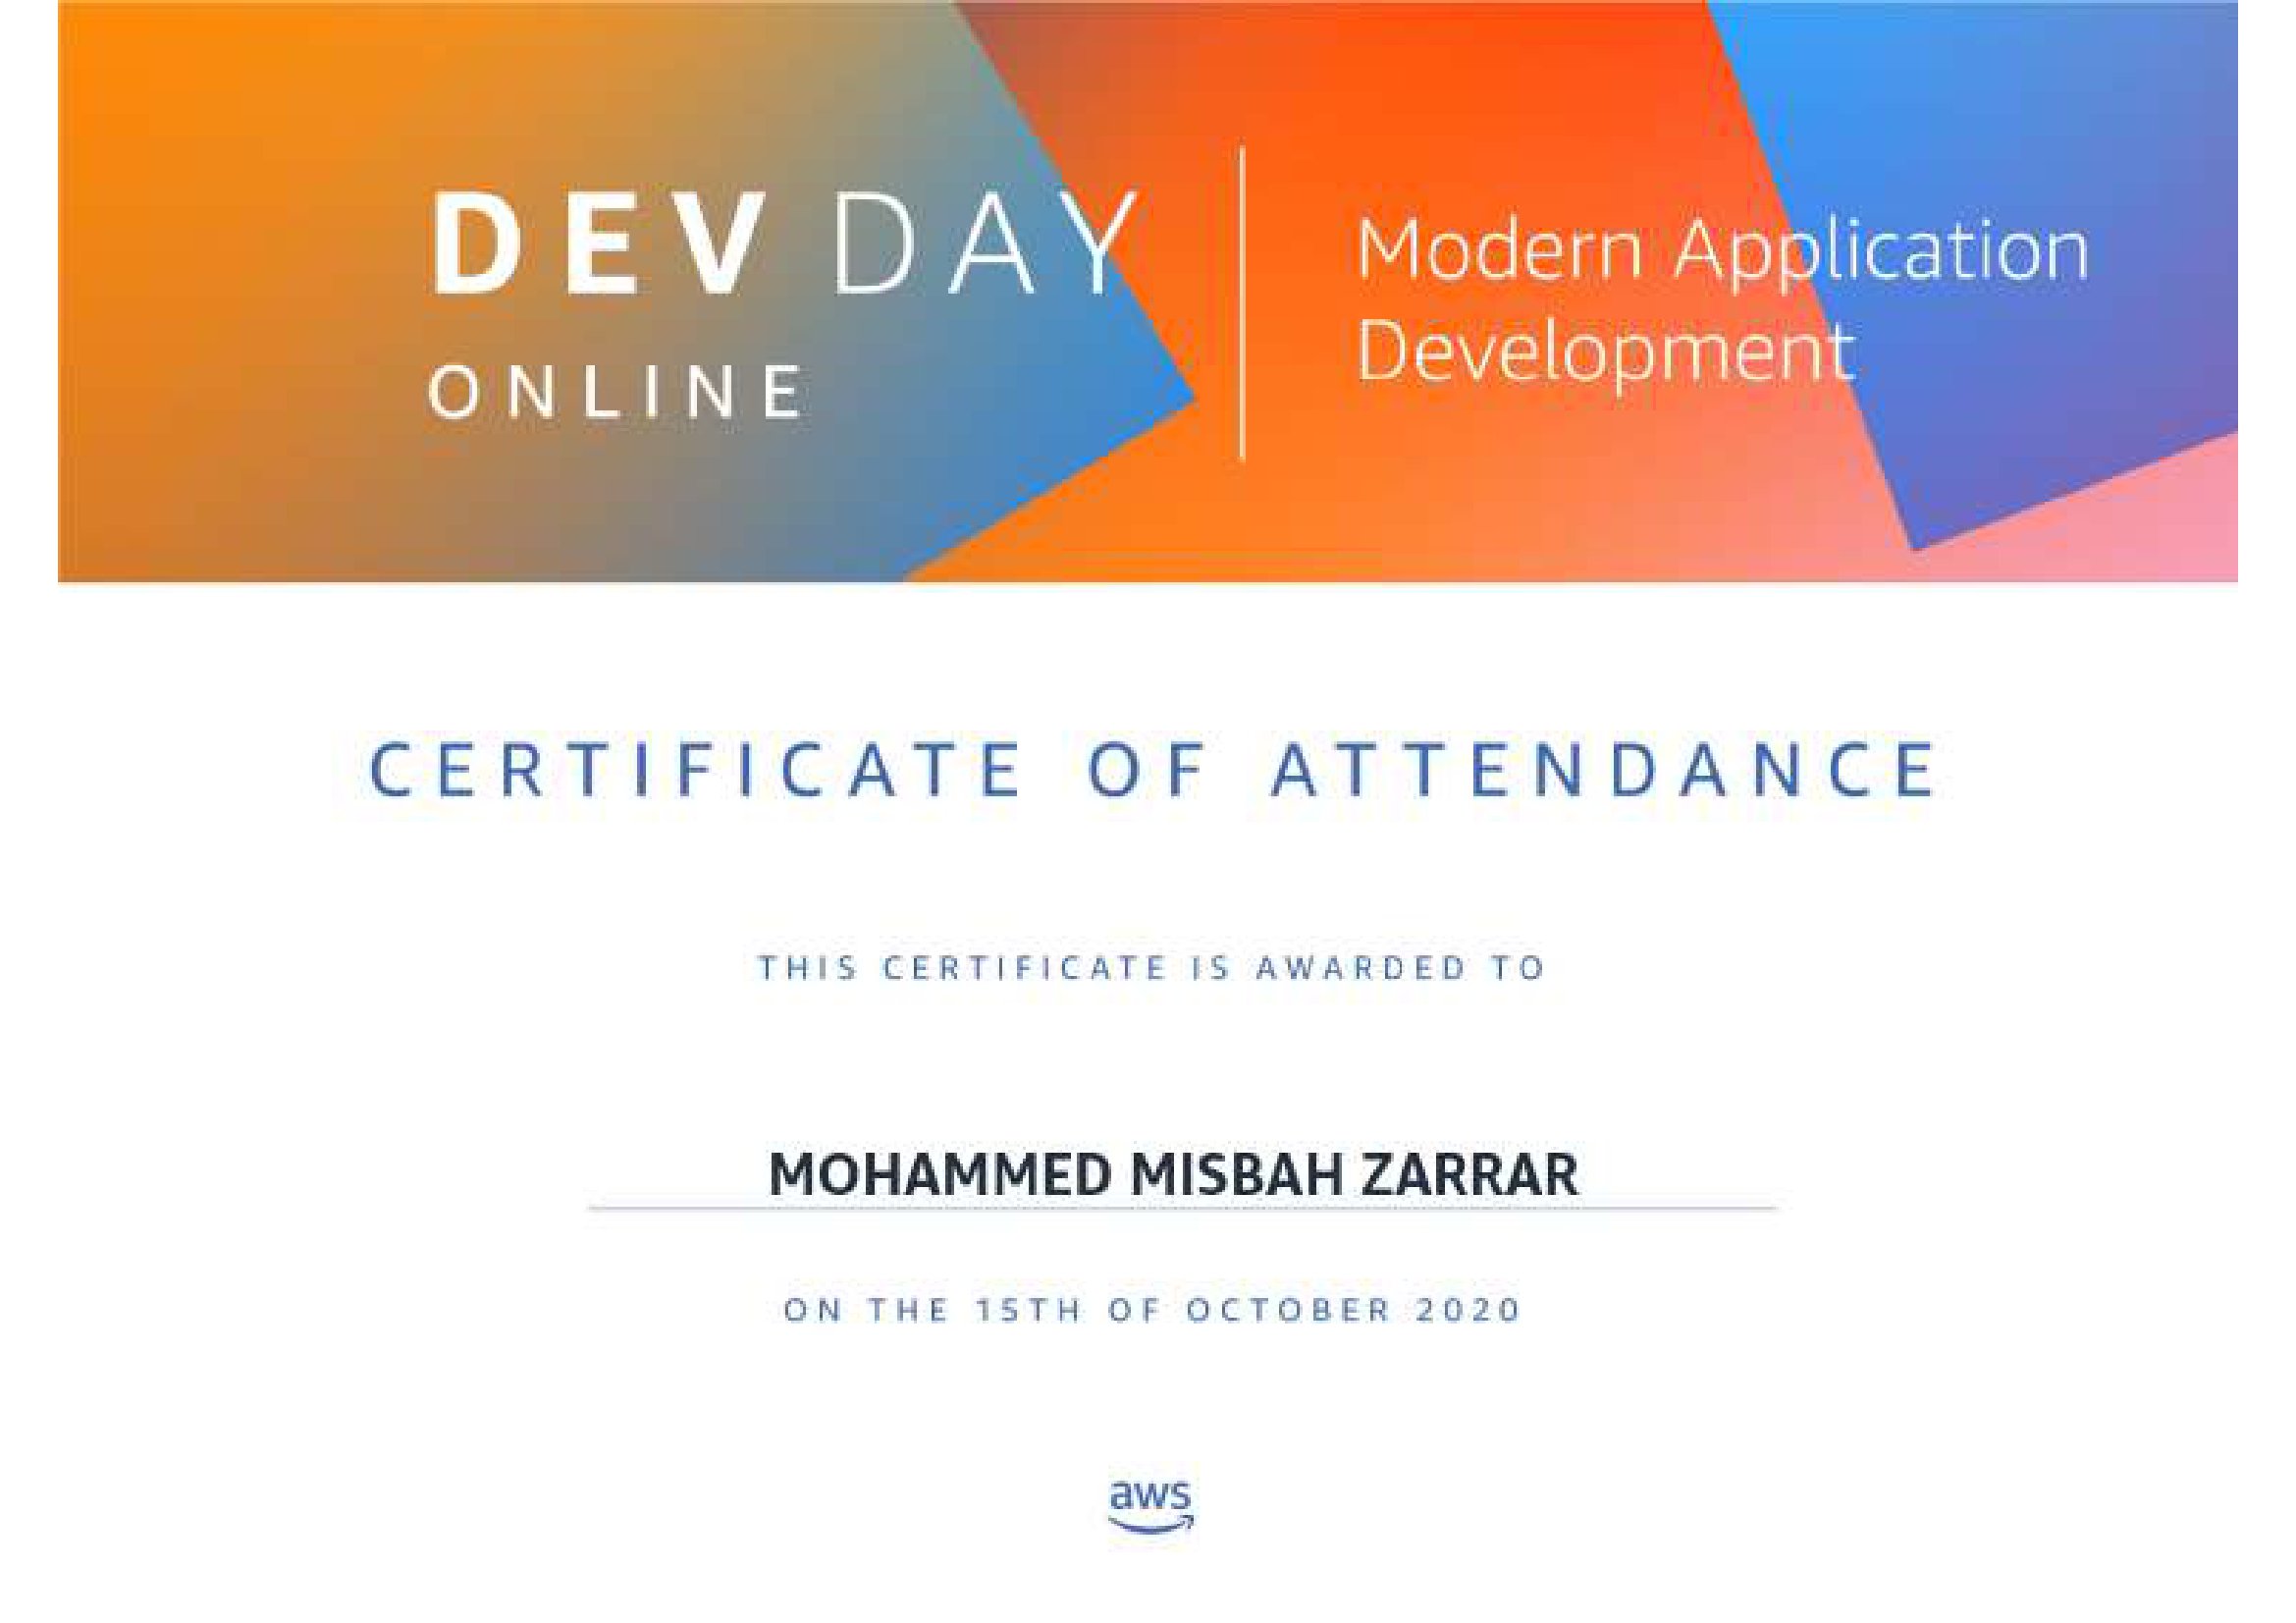 DEV DAY
ONLINE
Modern Application
Development
CERTIFICATE OF ATTENDANCE
THIS CERTIFICATE IS AWARDED TO
MOHAMMED MISBAH ZARRAR
ON THE 15TH OF OCTOBER 2020
aws